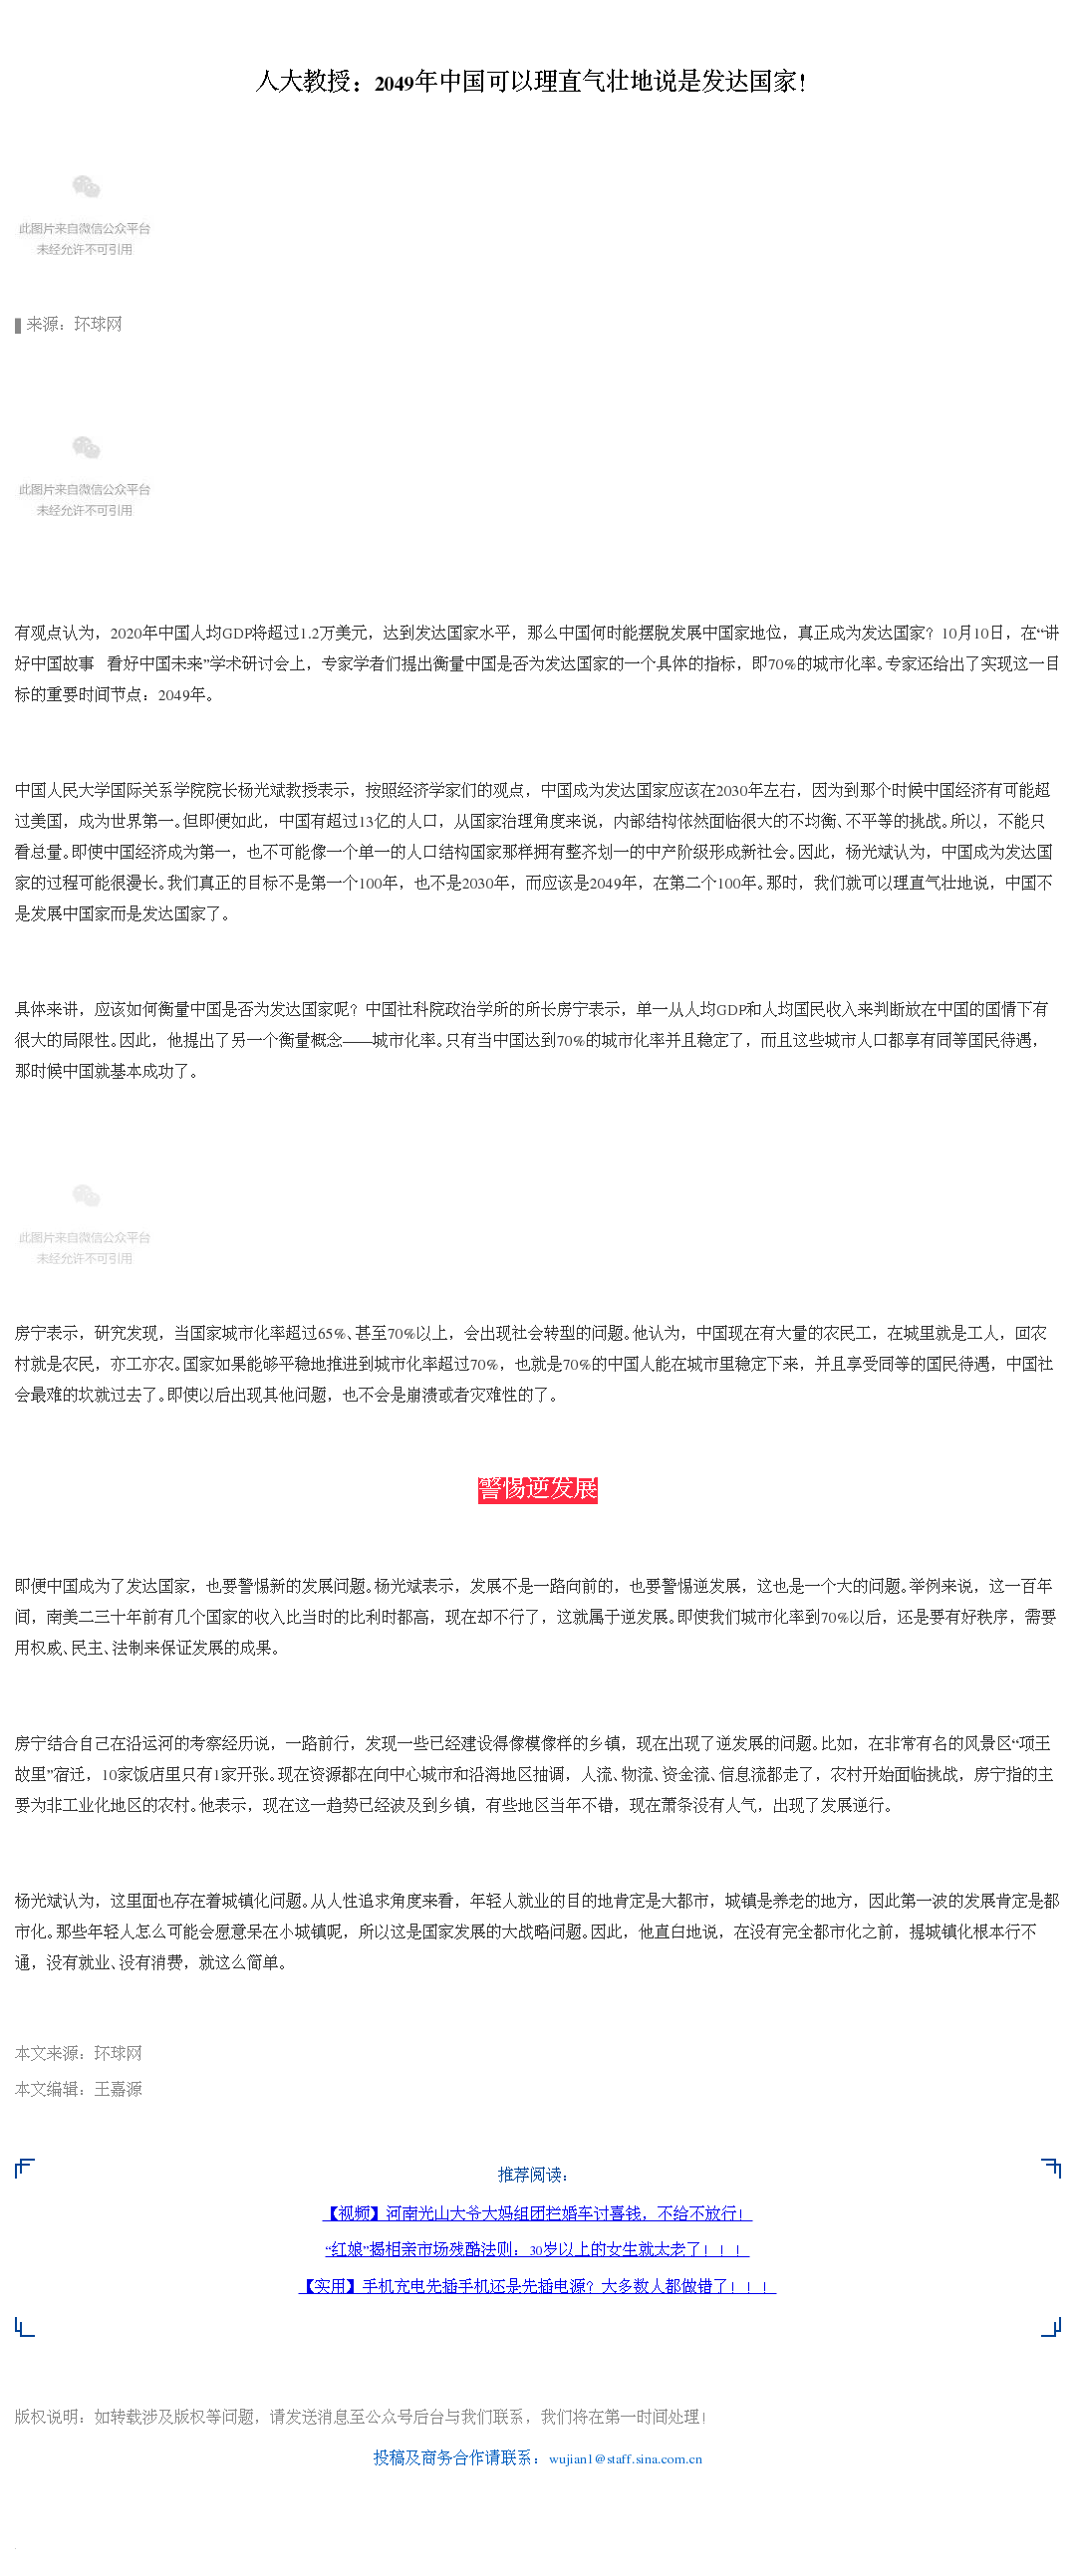 人大教授：2049年中国可以理直气壮地说是发达国家！
此图片来自微信公众平台
未经允许不可引用
来源：环球网
此图片来自微信公众平台
未经允许不可引用
有观点认为，2020年中国人均GDP将超过1.2万美元，达到发达国家水平，那么中国何时能摆脱发展中国家地位，真正成为发达国家？10月10日，在“讲
好中国故事 看好中国未来”学术研讨会上，专家学者们提出衡量中国是否为发达国家的一个具体的指标，即70%的城市化率。专家还给出了实现这一目
标的重要时间节点：2049年。
中国人民大学国际关系学院院长杨光斌教授表示，按照经济学家们的观点，中国成为发达国家应该在2030年左右，因为到那个时候中国经济有可能超
过美国，成为世界第一。但即便如此，中国有超过13亿的人口，从国家治理角度来说，内部结构依然面临很大的不均衡、不平等的挑战。所以，不能只
看总量。即使中国经济成为第一，也不可能像一个单一的人口结构国家那样拥有整齐划一的中产阶级形成新社会。因此，杨光斌认为，中国成为发达国
家的过程可能很漫长。我们真正的目标不是第一个100年，也不是2030年，而应该是2049年，在第二个100年。那时，我们就可以理直气壮地说，中国不
是发展中国家而是发达国家了。
具体来讲，应该如何衡量中国是否为发达国家呢？中国社科院政治学所的所长房宁表示，单一从人均GDP和人均国民收入来判断放在中国的国情下有
很大的局限性。因此，他提出了另一个衡量概念——城市化率。只有当中国达到70%的城市化率并且稳定了，而且这些城市人口都享有同等国民待遇，
那时候中国就基本成功了。
此图片来自微信公众平台
未经允许不可引用
房宁表示，研究发现，当国家城市化率超过65%、甚至70%以上，会出现社会转型的问题。他认为，中国现在有大量的农民工，在城里就是工人，回农
村就是农民，亦工亦农。国家如果能够平稳地推进到城市化率超过70%，也就是70%的中国人能在城市里稳定下来，并且享受同等的国民待遇，中国社
会最难的坎就过去了。即使以后出现其他问题，也不会是崩溃或者灾难性的了。
警惕逆发展
即便中国成为了发达国家，也要警惕新的发展问题。杨光斌表示，发展不是一路向前的，也要警惕逆发展，这也是一个大的问题。举例来说，这一百年
间，南美二三十年前有几个国家的收入比当时的比利时都高，现在却不行了，这就属于逆发展。即使我们城市化率到70%以后，还是要有好秩序，需要
用权威、民主、法制来保证发展的成果。
房宁结合自己在沿运河的考察经历说，一路前行，发现一些已经建设得像模像样的乡镇，现在出现了逆发展的问题。比如，在非常有名的风景区“项王
故里”宿迁，10家饭店里只有1家开张。现在资源都在向中心城市和沿海地区抽调，人流、物流、资金流、信息流都走了，农村开始面临挑战，房宁指的主
要为非工业化地区的农村。他表示，现在这一趋势已经波及到乡镇，有些地区当年不错，现在萧条没有人气，出现了发展逆行。
杨光斌认为，这里面也存在着城镇化问题。从人性追求角度来看，年轻人就业的目的地肯定是大都市，城镇是养老的地方，因此第一波的发展肯定是都
市化。那些年轻人怎么可能会愿意呆在小城镇呢，所以这是国家发展的大战略问题。因此，他直白地说，在没有完全都市化之前，提城镇化根本行不
通，没有就业、没有消费，就这么简单。
本文来源：环球网
本文编辑：王嘉源
推荐阅读：
【视频】河南光山大爷大妈组团拦婚车讨喜钱，不给不放行！
“红娘”揭相亲市场残酷法则：30岁以上的女生就太老了！！！
【实用】手机充电先插手机还是先插电源？大多数人都做错了！！！
版权说明：如转载涉及版权等问题，请发送消息至公众号后台与我们联系，我们将在第一时间处理！
投稿及商务合作请联系：wujian1@staff.sina.com.cn